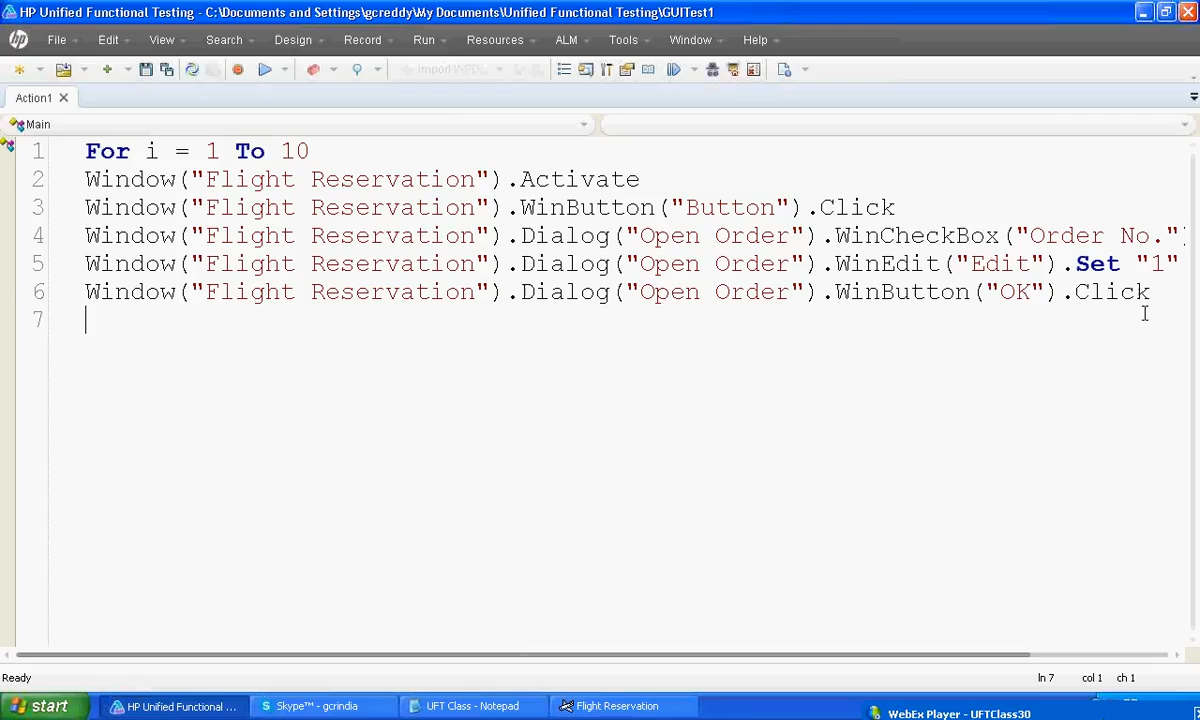 HP Unified Functional Testing - C:\Documents and Settings\gcreddy\My Documents\Unified Functional Testing\GUITest1
hp File Edit View Search Design Record Run Resources ALM Tools Window Help
Action1
Main
1 For i = 1 To 10
2 Window("Flight Reservation").Activate
3 Window("Flight Reservation").WinButton("Button").Click
4 Window("Flight Reservation").Dialog("Open Order").WinCheckBox("Order No.")
5 Window("Flight Reservation").Dialog("Open Order").WinEdit("Edit").Set "1"
6 Window("Flight Reservation").Dialog("Open Order").WinButton("OK").Click
7
Ready ln 7 col 1 ch 1
start HP Unified Functional ... Skype™ - gcrindia UFT Class - Notepad Flight Reservation
WebEx Player - UFTClass30